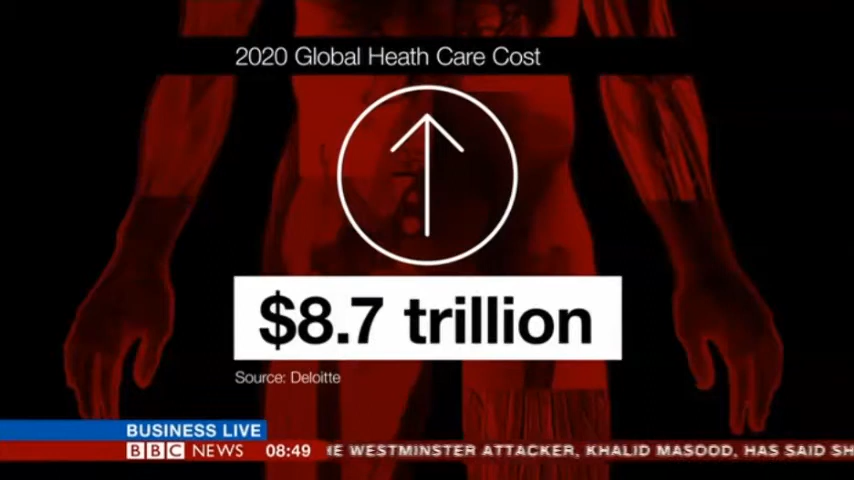 2020 Global Heath Care Cost
$8.7 trillion
Source: Deloitte
BUSINESS LIVE
BBC NEWS 08:49 WESTMINSTER ATTACKER, KHALID MASOOD, HAS SAID